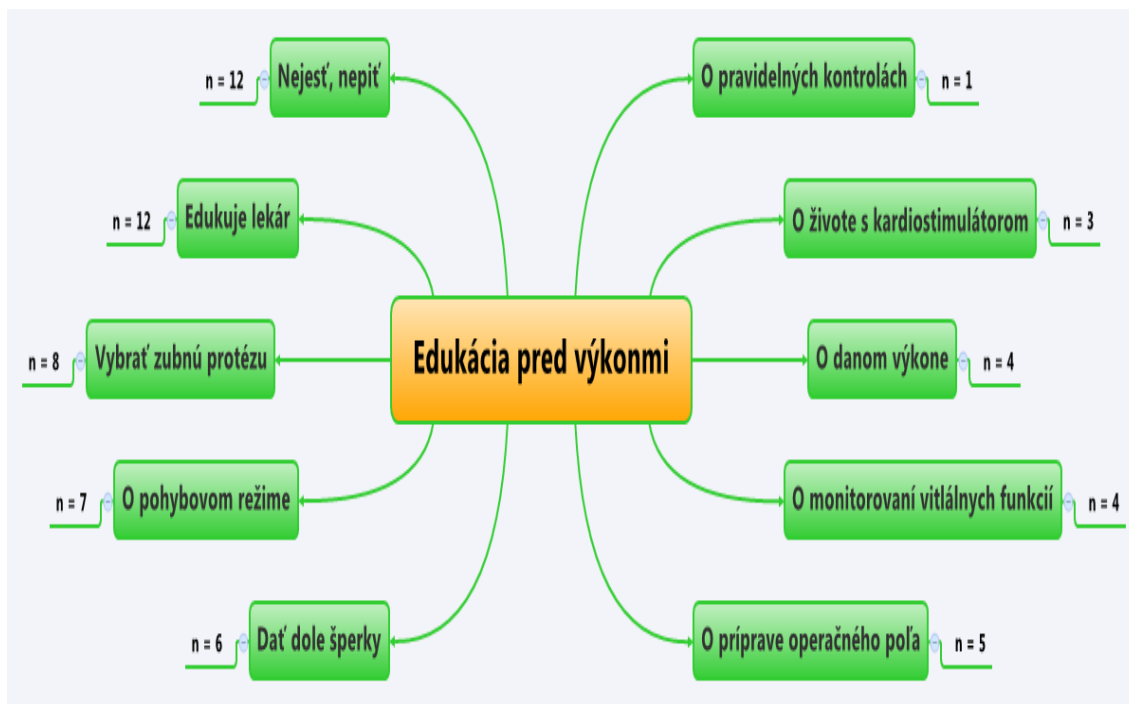 Edukácia pred výkonmi
Nejesť, nepiť
n = 12
Edukuje lekár
n = 12
Vybrať zubnú protézu
n = 8
O pohybovom režime
n = 7
Dať dole šperky
n = 6
O pravidelných kontrolách
n = 1
O živote s kardiostimulátorom
n = 3
O danom výkone
n = 4
O monitorovaní vitlálnych funkcií
n = 4
O príprave operačného poľa
n = 5